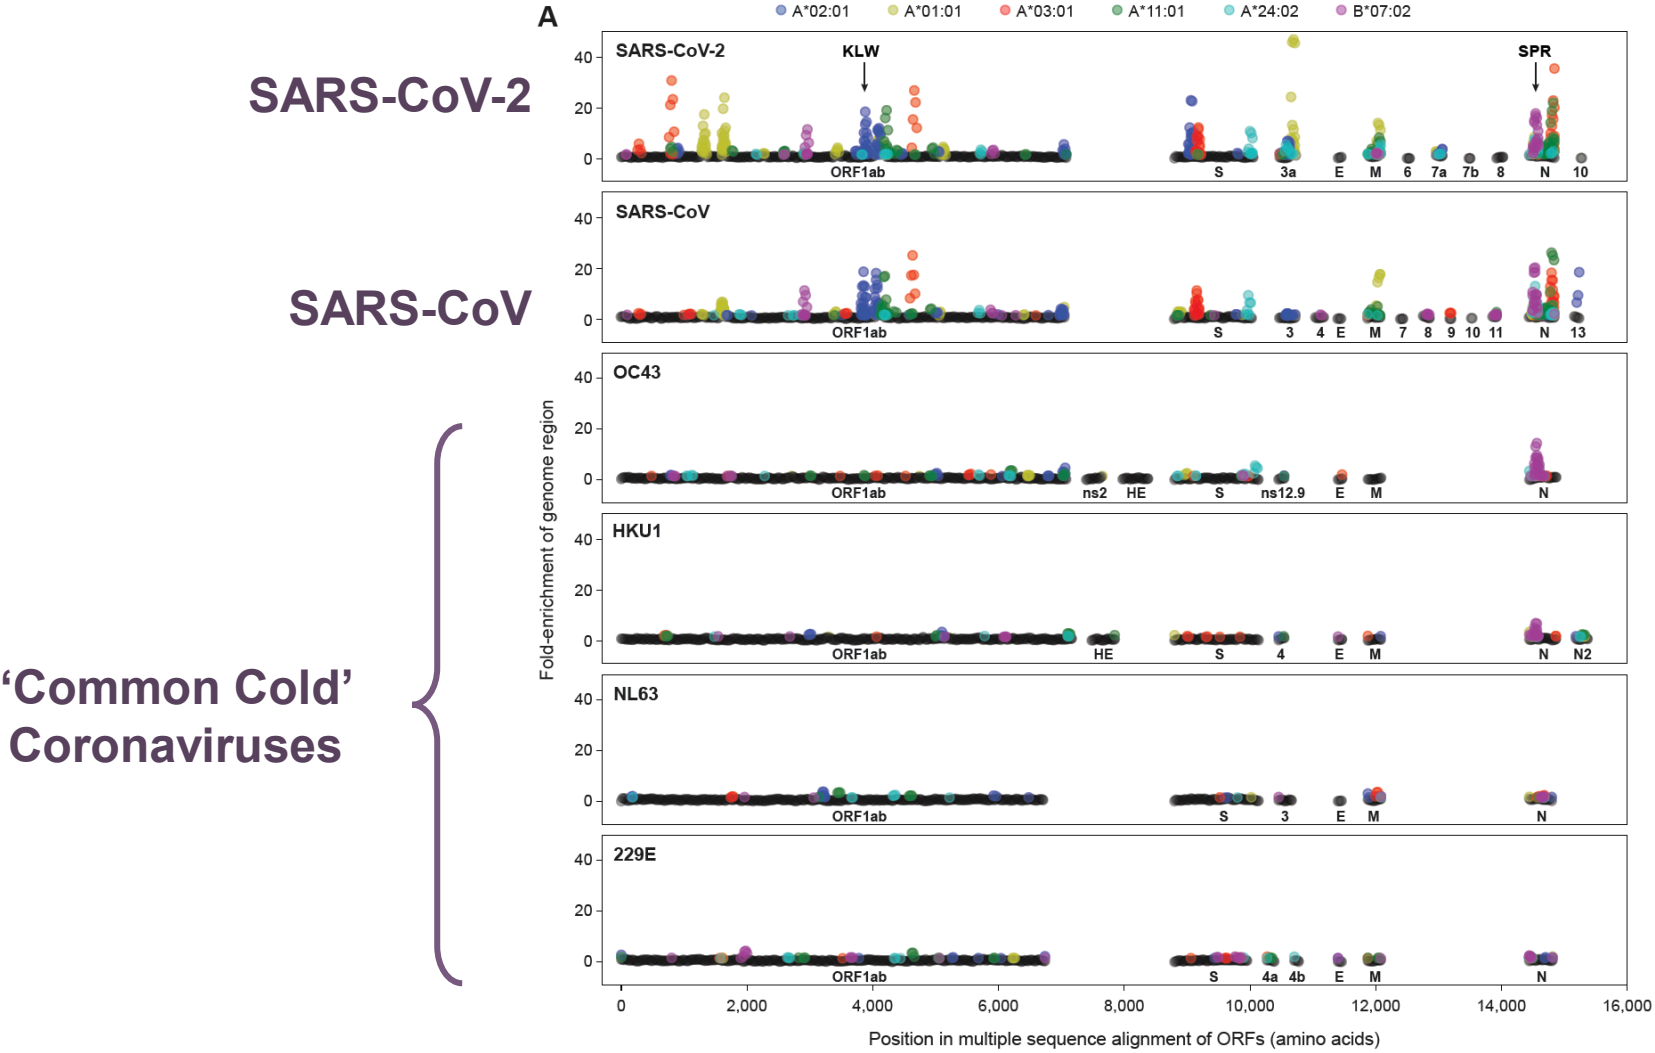 A
A*02:01 A*01:01 A*03:01 A*11:01 A*24:02 B*07:02
SARS-CoV-2
SARS-CoV
‘Common Cold’
Coronaviruses
Fold-enrichment of genome region
SARS-CoV-2
KLW
SPR
40
20
0
ORF1ab S 3a E M 6 7a 7b 8 N 10
SARS-CoV
40
20
0
ORF1ab S 3 4 E M 7 8 9 10 11 N 13
OC43
40
20
0
ORF1ab ns2 HE S ns12.9 E M N
HKU1
40
20
0
ORF1ab HE S 4 E M N N2
NL63
40
20
0
ORF1ab S 3 E M N
229E
40
20
0
ORF1ab S 4a 4b E M N
0 2,000 4,000 6,000 8,000 10,000 12,000 14,000 16,000
Position in multiple sequence alignment of ORFs (amino acids)